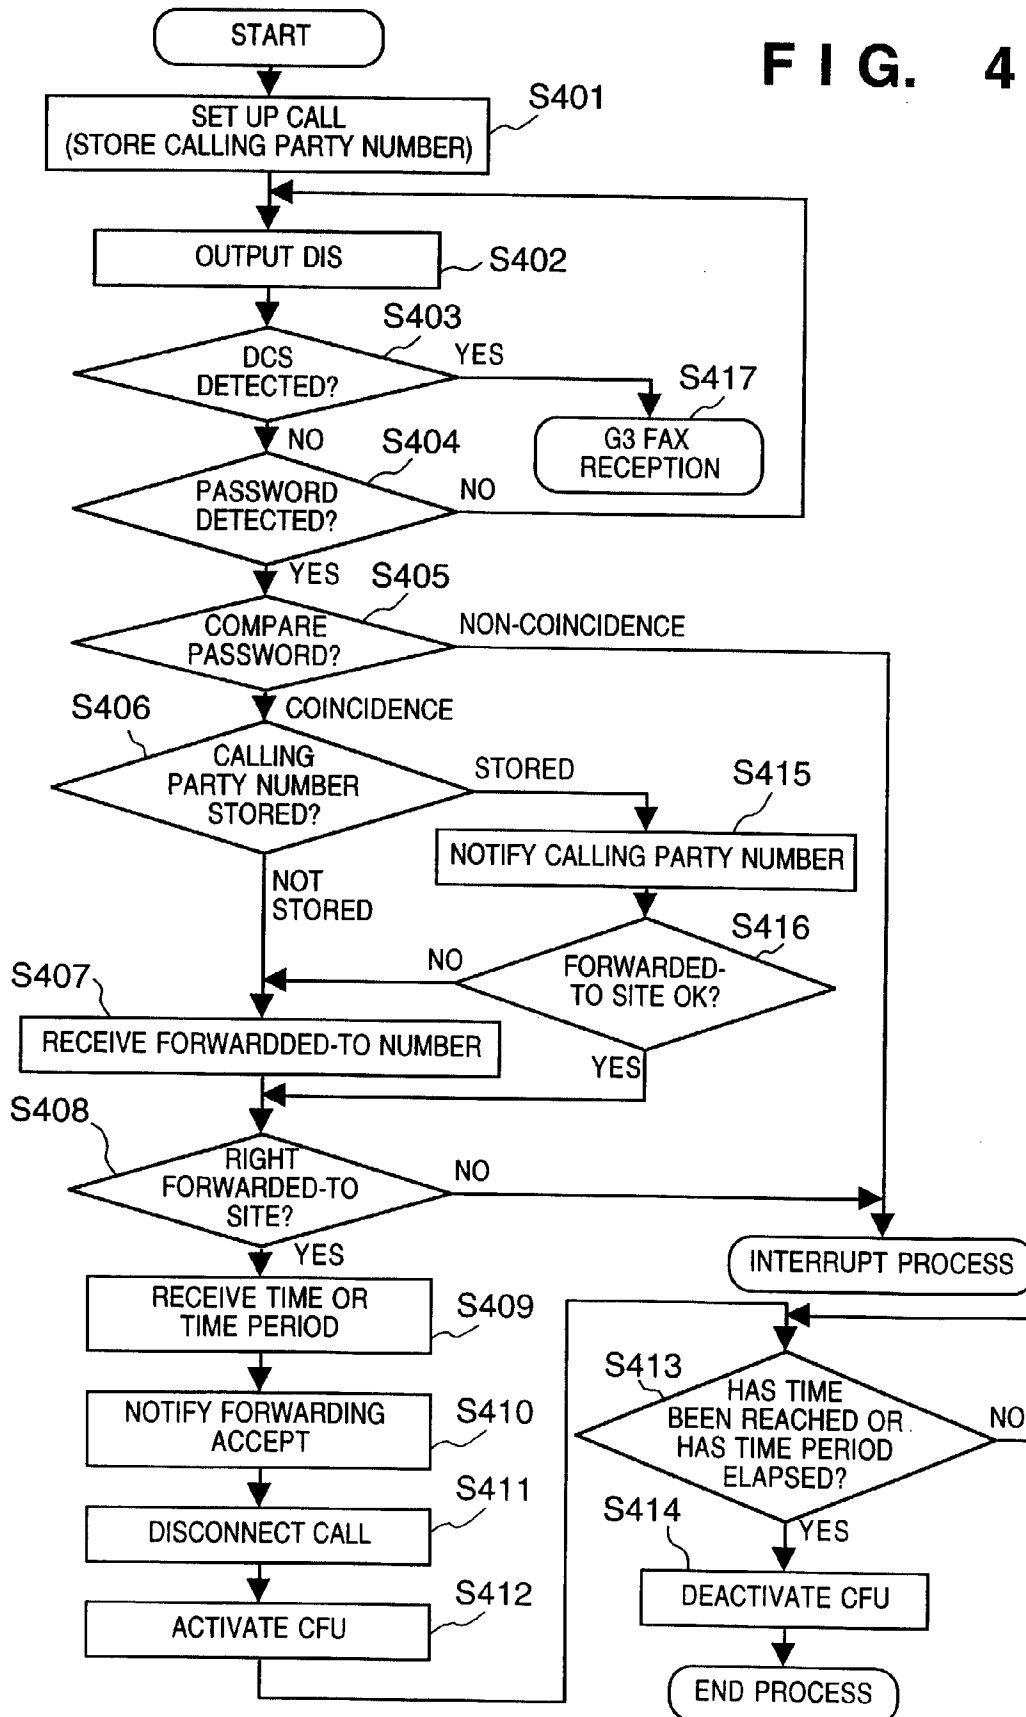 START
FIG. 4
SET UP CALL
(STORE CALLING PARTY NUMBER)
S401
OUTPUT DIS
S402
S403
DCS
DETECTED?
YES
S417
G3 FAX
RECEPTION
NO
S404
PASSWORD
DETECTED?
NO
YES
S405
COMPARE
PASSWORD?
NON-COINCIDENCE
COINCIDENCE
S406
CALLING
PARTY NUMBER
STORED?
STORED
S415
NOTIFY CALLING PARTY NUMBER
NOT
STORED
S416
FORWARDED-
TO SITE OK?
NO
YES
S407
RECEIVE FORWARDDED-TO NUMBER
S408
RIGHT
FORWARDED-TO
SITE?
NO
YES
INTERRUPT PROCESS
RECEIVE TIME OR
TIME PERIOD
S409
NOTIFY FORWARDING
ACCEPT
S410
S411
DISCONNECT CALL
S412
ACTIVATE CFU
S413
HAS TIME
BEEN REACHED OR
HAS TIME PERIOD
ELAPSED?
NO
YES
S414
DEACTIVATE CFU
END PROCESS